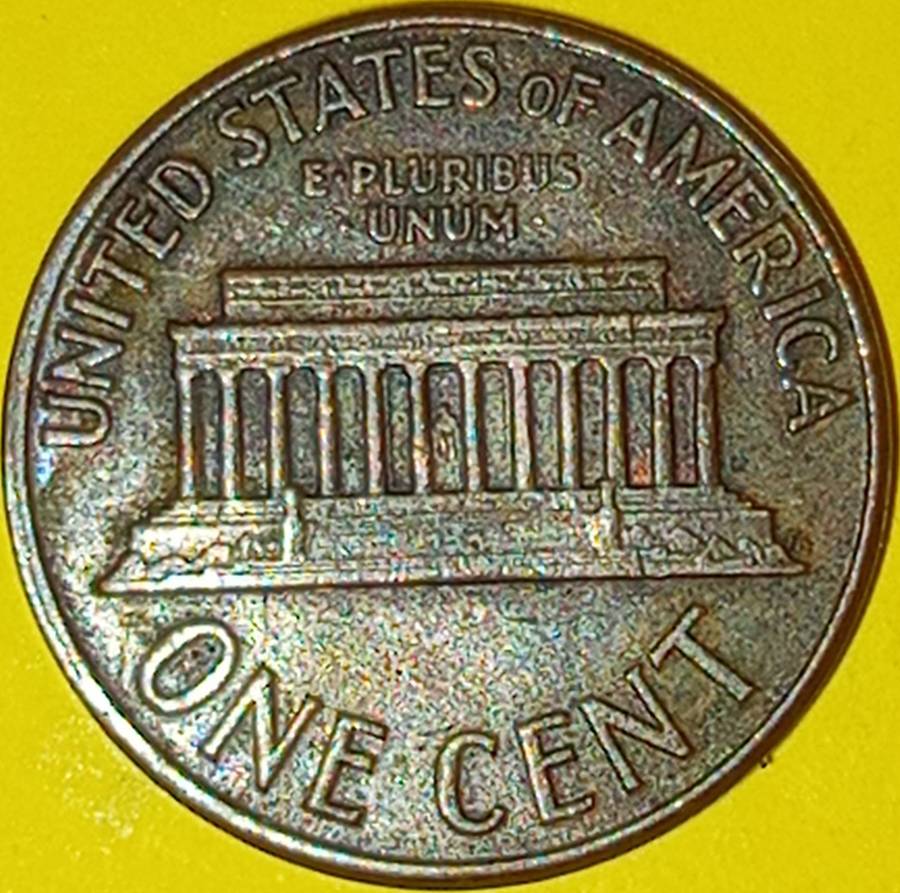 UNITED STATES OF AMERICA
E·PLURIBUS
UNUM·
ONE CENT